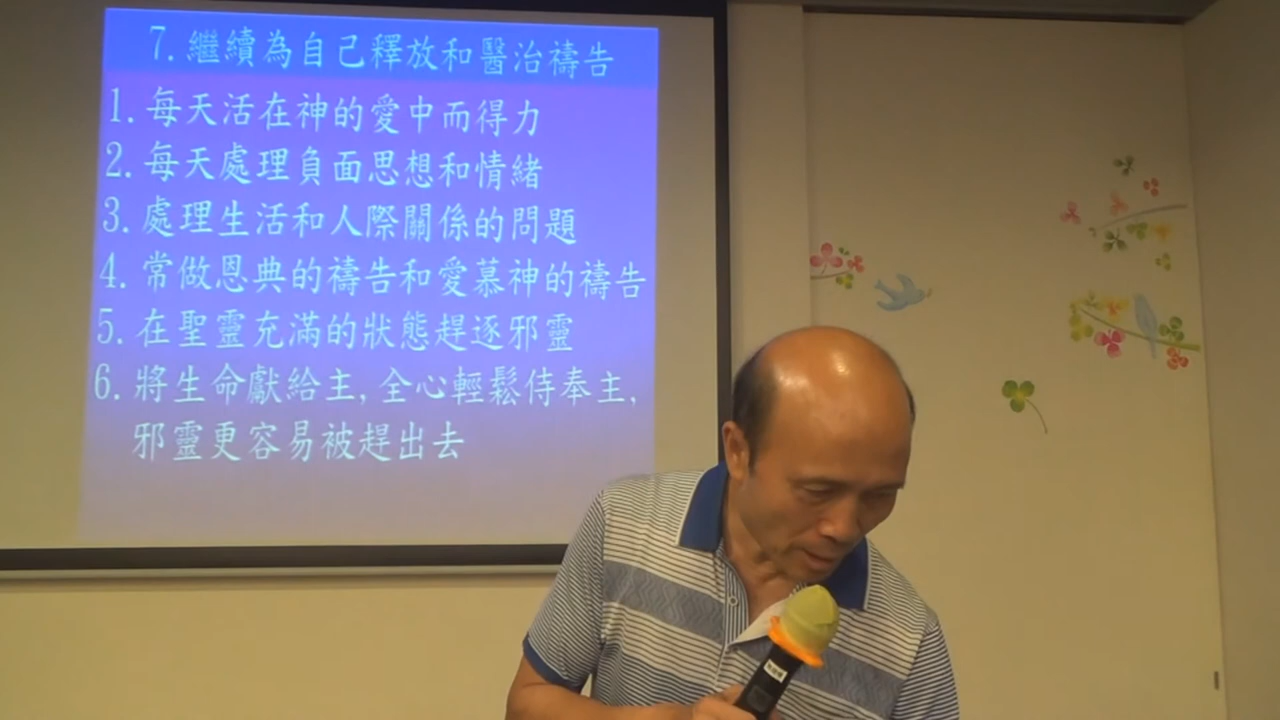 7.繼續為自己釋放和醫治禱告
1.每天活在神的愛中而得力
2.每天處理負面思想和情緒
3.處理生活和人際關係的問題
4.常做恩典的禱告和愛慕神的禱告
5.在聖靈充滿的狀態趕逐邪靈
6.將生命獻給主,全心輕鬆侍奉主,
邪靈更容易被趕出去